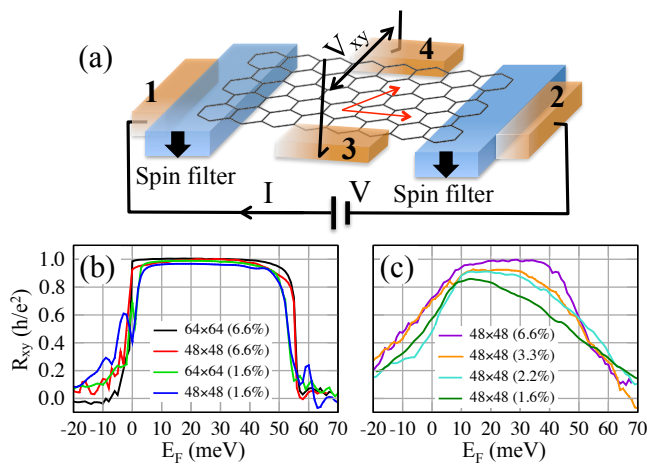 (a)
V xy
4
1
2
3
Spin filter
Spin filter
I
V
(b)
(c)
R_xy (h/e²)
1.0
0.8
0.6
0.4
0.2
0.0
64×64 (6.6%)
48×48 (6.6%)
64×64 (1.6%)
48×48 (1.6%)
48×48 (6.6%)
48×48 (3.3%)
48×48 (2.2%)
48×48 (1.6%)
-20 -10 0 10 20 30 40 50 60 70
-20 -10 0 10 20 30 40 50 60 70
E_F (meV)
E_F (meV)